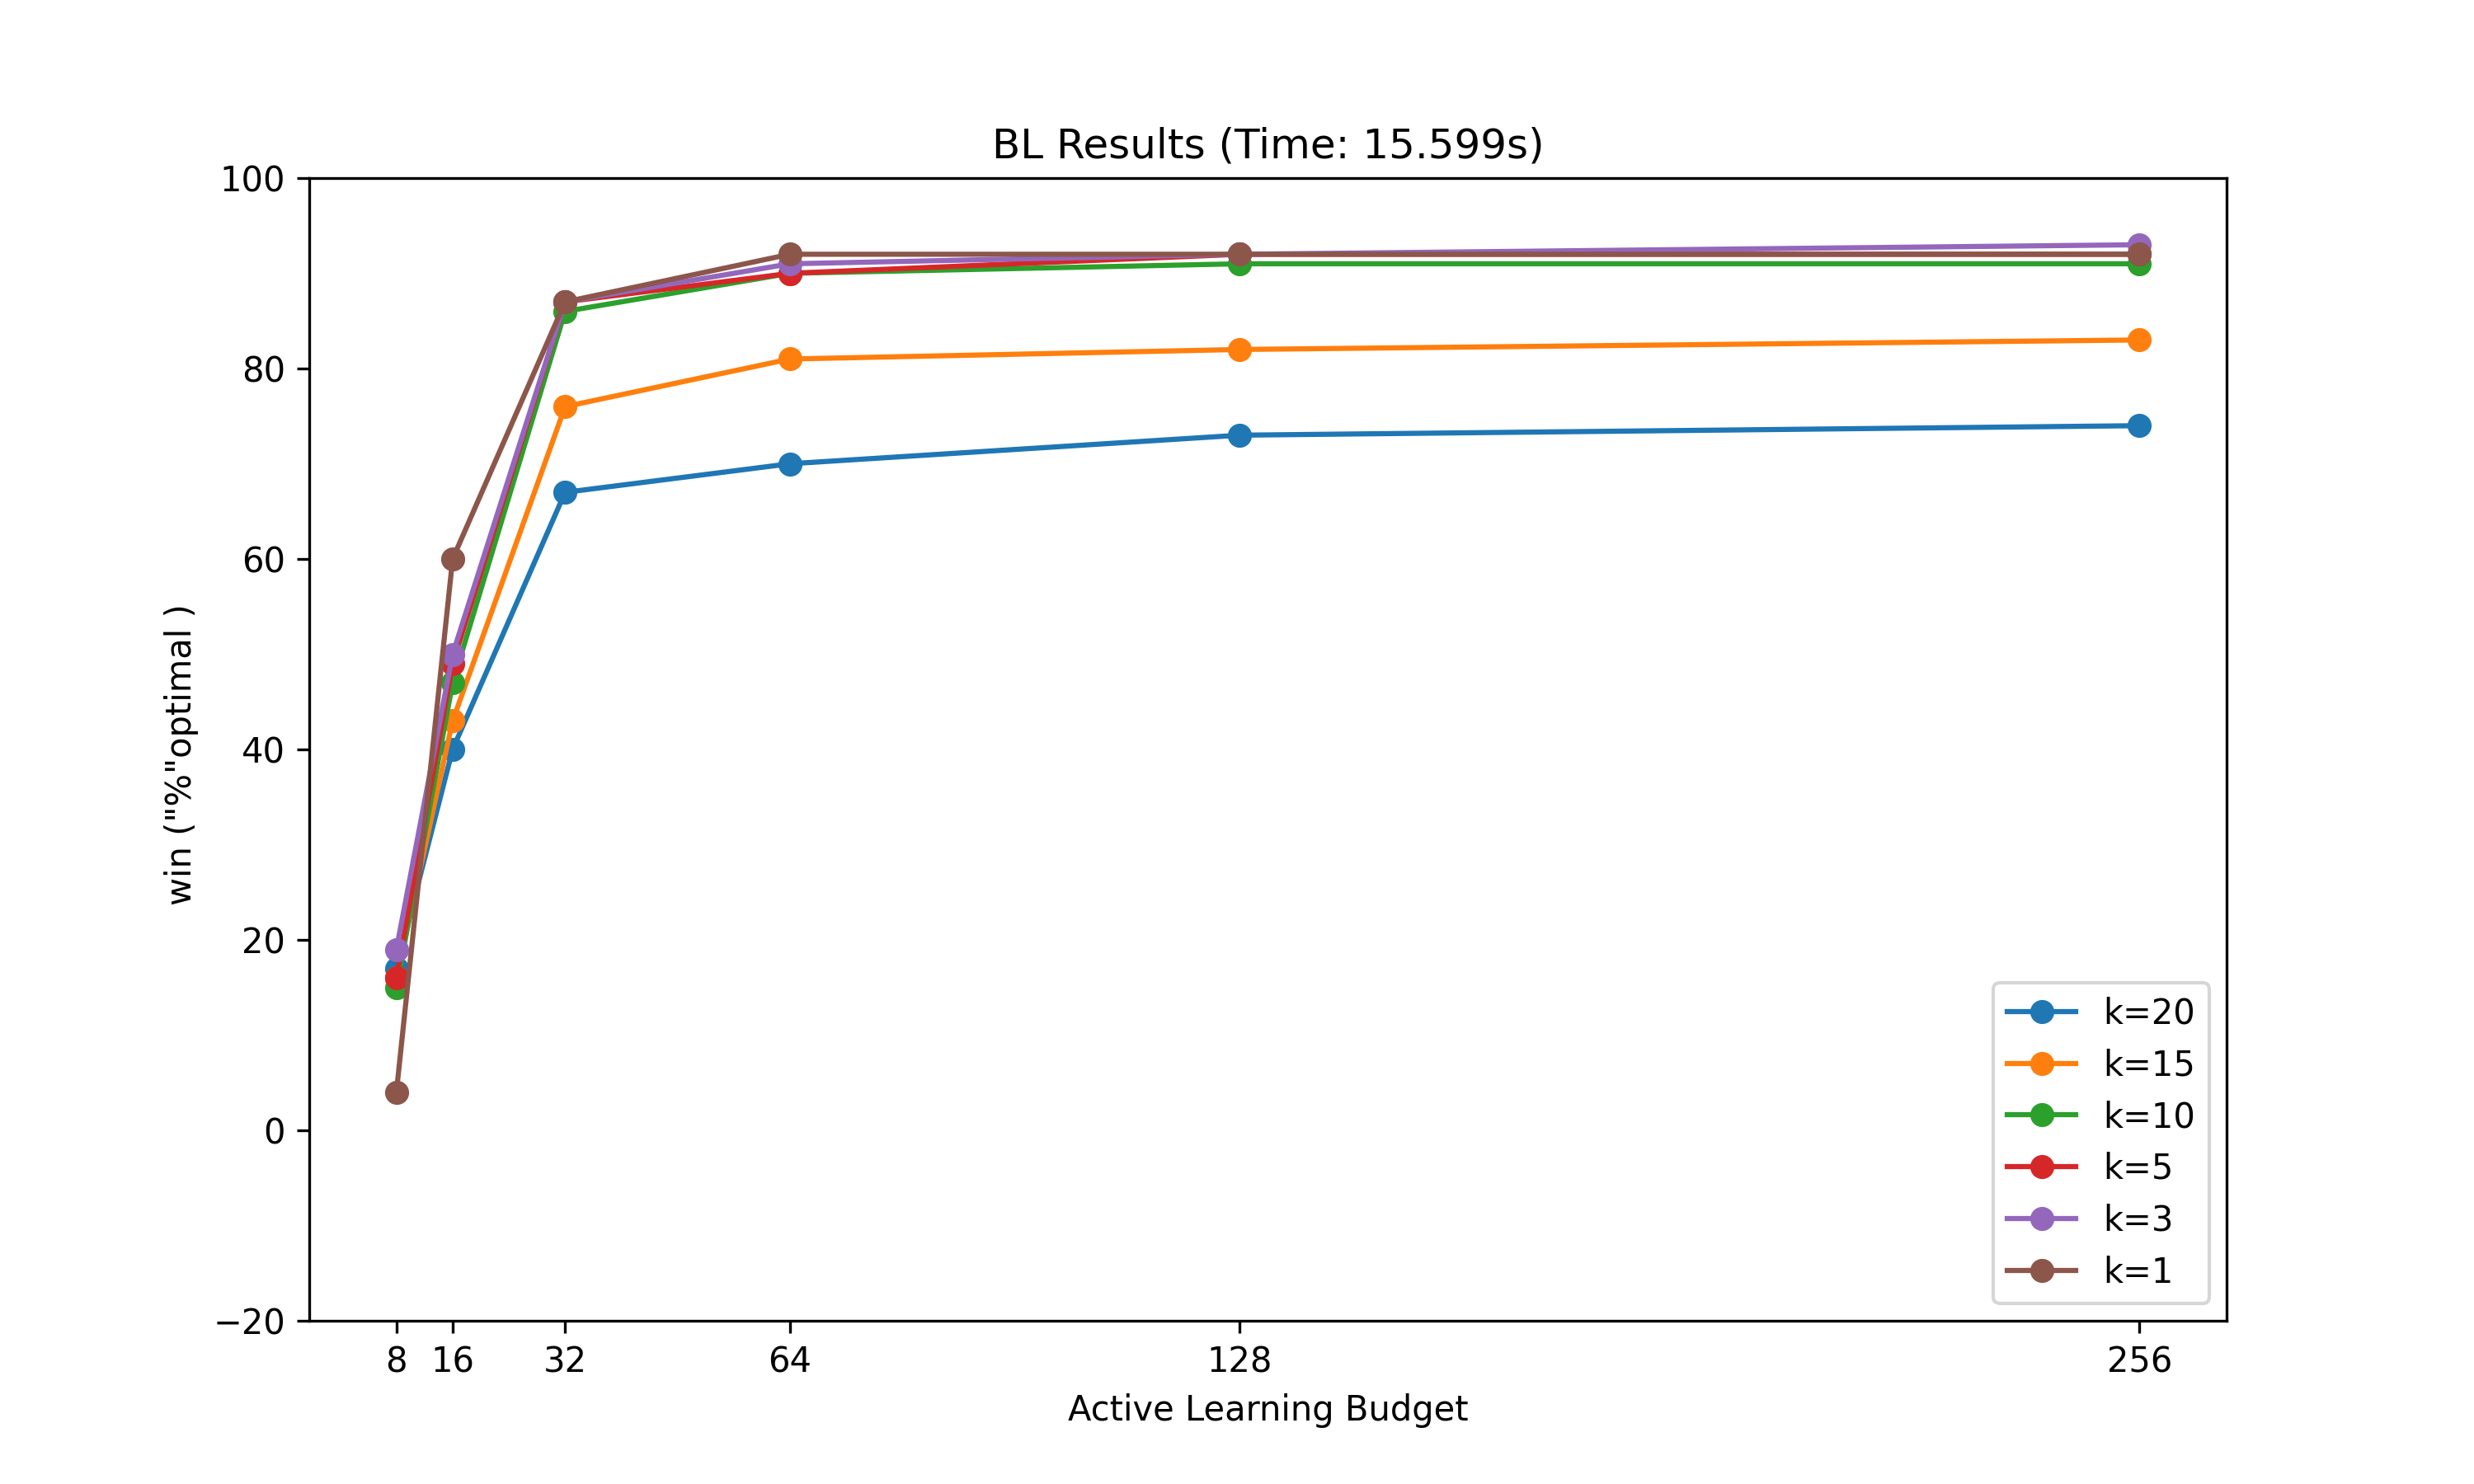 BL Results (Time: 15.599s)
100
80
60
40
20
0
−20
win ("%"optimal )
8 16 32 64 128 256
Active Learning Budget
k=20
k=15
k=10
k=5
k=3
k=1